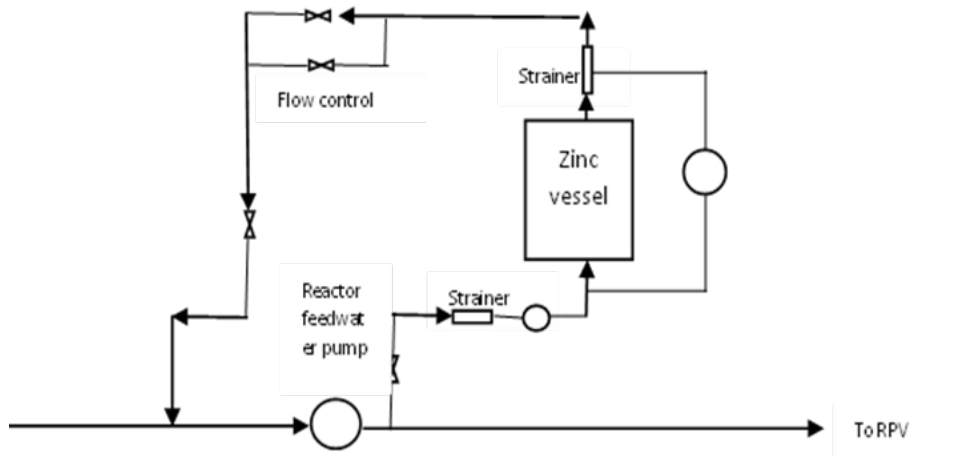 Strainer
Flow control
Zinc
vessel
Reactor
feedwat
er pump
Strainer
To RPV